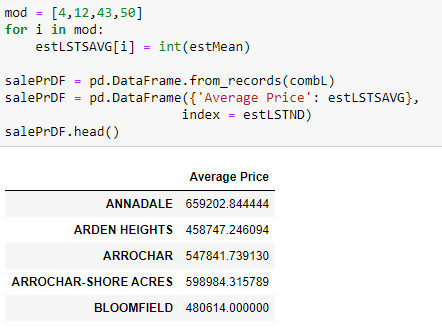 mod = [4,12,43,50]
for i in mod:
    estLSTSAVG[i] = int(estMean)

salePrDF = pd.DataFrame.from_records(combL)
salePrDF = pd.DataFrame({'Average Price': estLSTSAVG},
                        index = estLSTND)
salePrDF.head()

Average Price
ANNADALE 659202.844444
ARDEN HEIGHTS 458747.246094
ARROCHAR 547841.739130
ARROCHAR-SHORE ACRES 598984.315789
BLOOMFIELD 480614.000000